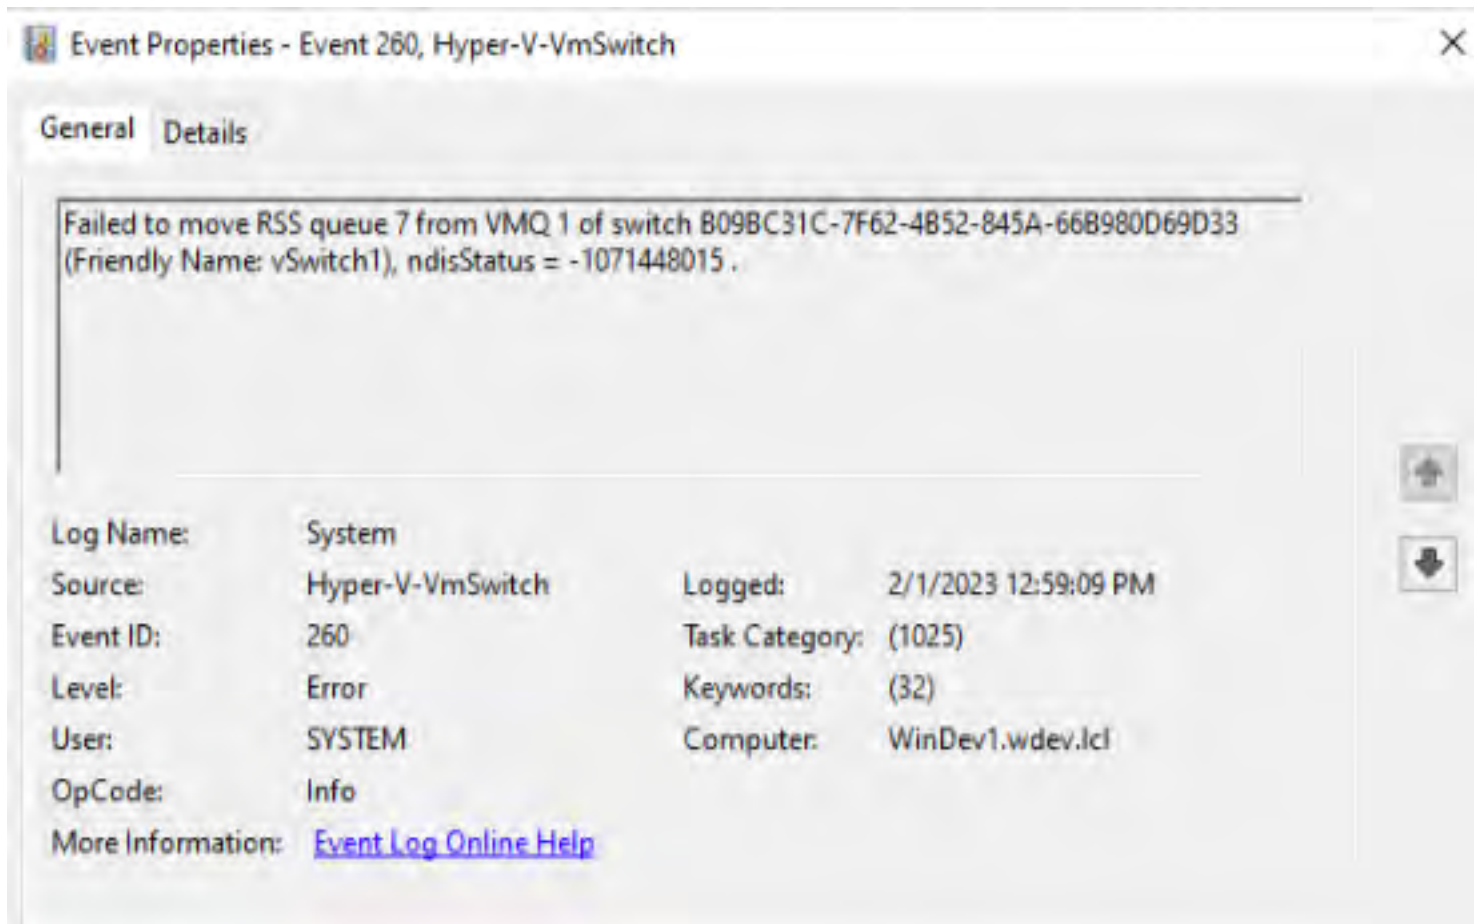 Event Properties - Event 260, Hyper-V-VmSwitch
General Details
Failed to move RSS queue 7 from VMQ 1 of switch B09BC31C-7F62-4B52-845A-66B980D69D33
(Friendly Name: vSwitch1), ndisStatus = -1071448015 .
Log Name: System
Source: Hyper-V-VmSwitch Logged: 2/1/2023 12:59:09 PM
Event ID: 260 Task Category: (1025)
Level: Error Keywords: (32)
User: SYSTEM Computer: WinDev1.wdev.lcl
OpCode: Info
More Information: Event Log Online Help